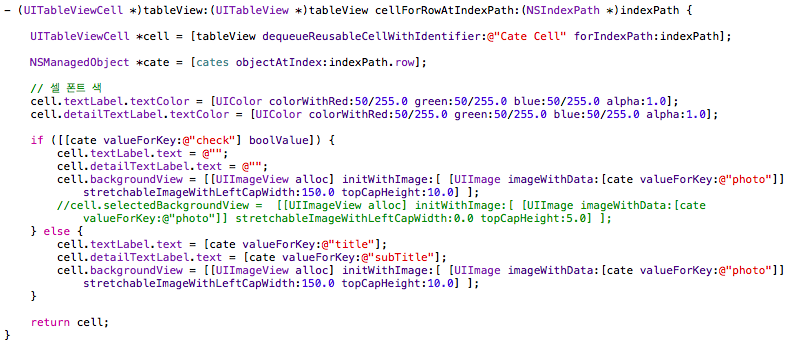 - (UITableViewCell *)tableView:(UITableView *)tableView cellForRowAtIndexPath:(NSIndexPath *)indexPath {
UITableViewCell *cell = [tableView dequeueReusableCellWithIdentifier:@"Cate Cell" forIndexPath:indexPath];
NSManagedObject *cate = [cates objectAtIndex:indexPath.row];
// 셀 폰트 색
cell.textLabel.textColor = [UIColor colorWithRed:50/255.0 green:50/255.0 blue:50/255.0 alpha:1.0];
cell.detailTextLabel.textColor = [UIColor colorWithRed:50/255.0 green:50/255.0 blue:50/255.0 alpha:1.0];
if ([[cate valueForKey:@"check"] boolValue]) {
cell.textLabel.text = @"";
cell.detailTextLabel.text = @"";
cell.backgroundView = [[UIImageView alloc] initWithImage:[ [UIImage imageWithData:[cate valueForKey:@"photo"]]
stretchableImageWithLeftCapWidth:150.0 topCapHeight:10.0] ];
//cell.selectedBackgroundView =  [[UIImageView alloc] initWithImage:[ [UIImage imageWithData:[cate
valueForKey:@"photo"]] stretchableImageWithLeftCapWidth:0.0 topCapHeight:5.0] ];
} else {
cell.textLabel.text = [cate valueForKey:@"title"];
cell.detailTextLabel.text = [cate valueForKey:@"subTitle"];
cell.backgroundView = [[UIImageView alloc] initWithImage:[ [UIImage imageWithData:[cate valueForKey:@"photo"]]
stretchableImageWithLeftCapWidth:150.0 topCapHeight:10.0] ];
}
return cell;
}